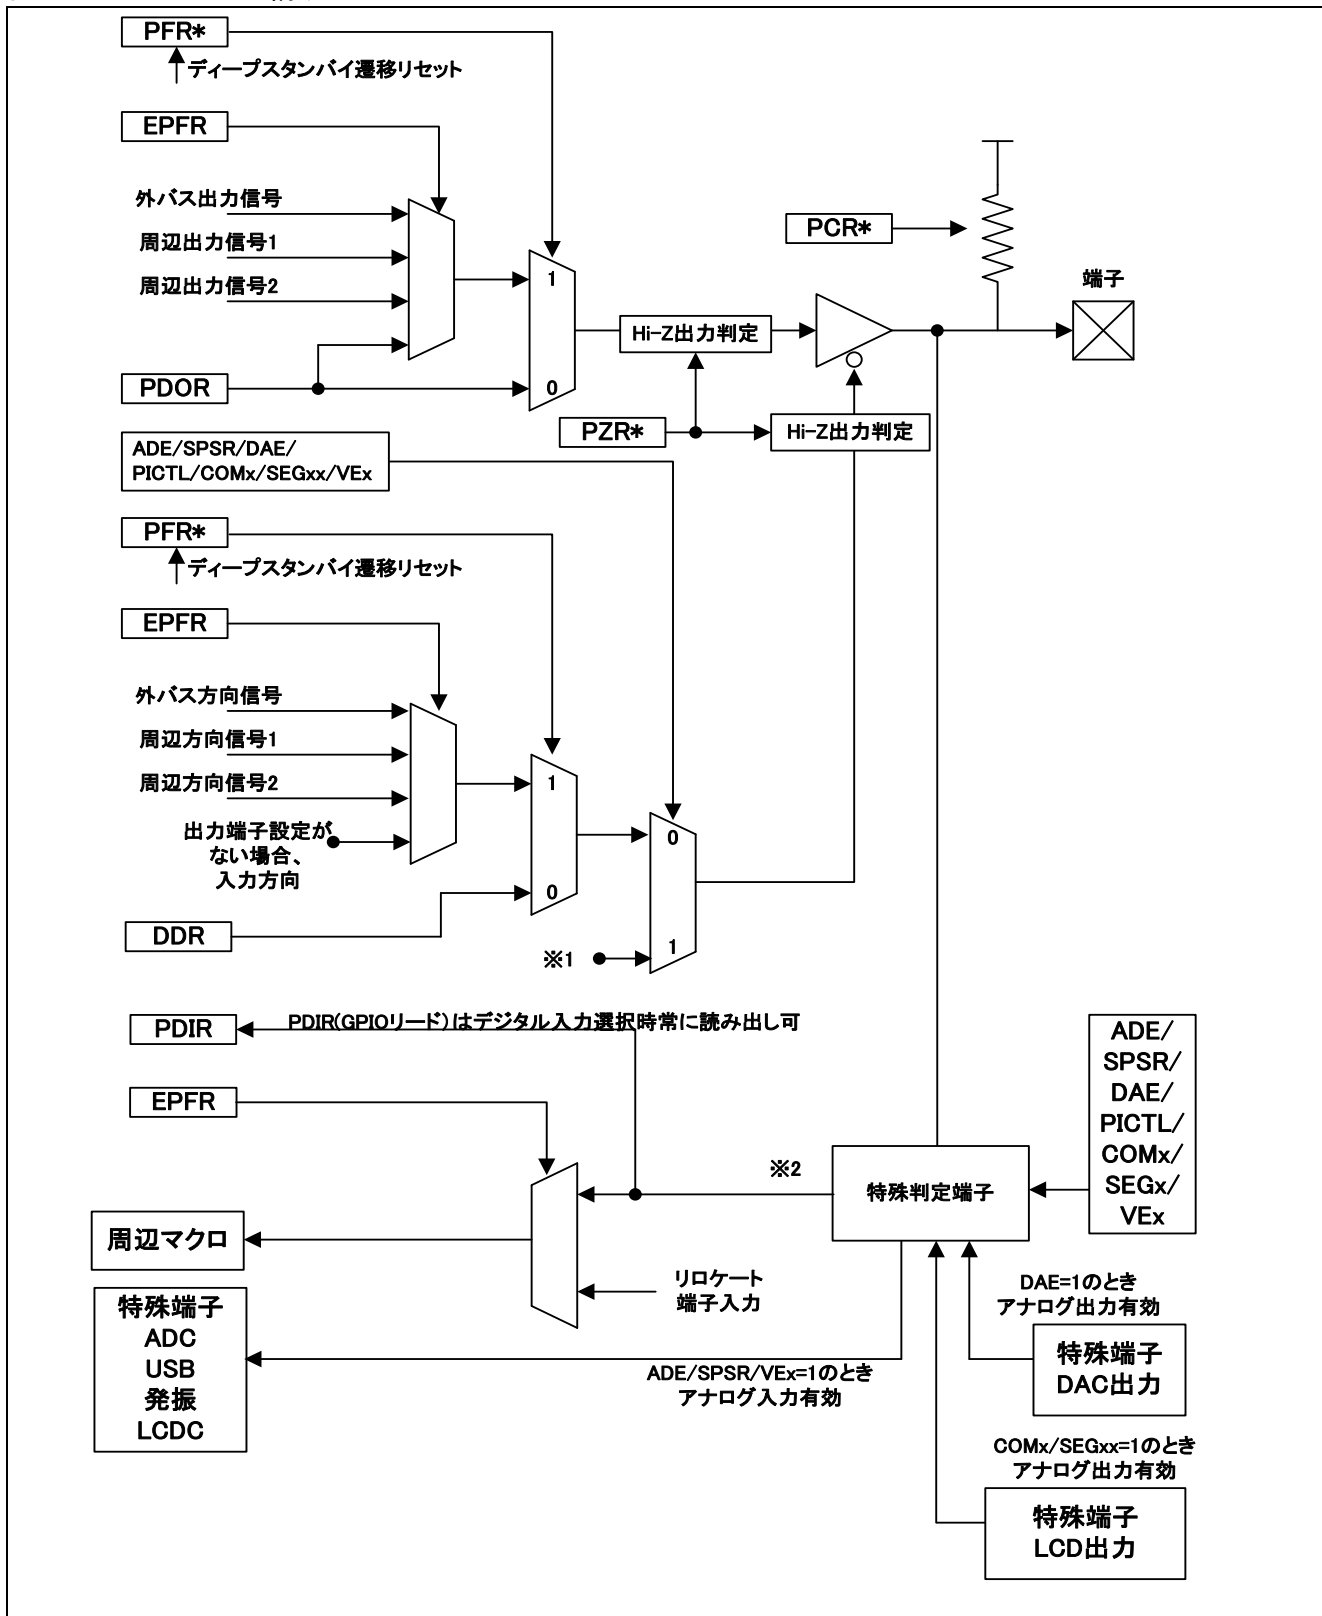 PFR*
ディープスタンバイ遷移リセット
EPFR
外バス出力信号
周辺出力信号1
周辺出力信号2
PDOR
1
0
PCR*
端子
Hi-Z出力判定
PZR*
Hi-Z出力判定
ADE/SPSR/DAE/
PICTL/COMx/SEGxx/VEx
PFR*
ディープスタンバイ遷移リセット
EPFR
外バス方向信号
周辺方向信号1
周辺方向信号2
出力端子設定が
ない場合、
入力方向
DDR
1
0
0
1
※1
PDIR
PDIR(GPIOリード)はデジタル入力選択時常に読み出し可
EPFR
※2
特殊判定端子
ADE/
SPSR/
DAE/
PICTL/
COMx/
SEGx/
VEx
周辺マクロ
リロケート
端子入力
特殊端子
ADC
USB
発振
LCDC
ADE/SPSR/VEx=1のとき
アナログ入力有効
DAE=1のとき
アナログ出力有効
特殊端子
DAC出力
COMx/SEGxx=1のとき
アナログ出力有効
特殊端子
LCD出力